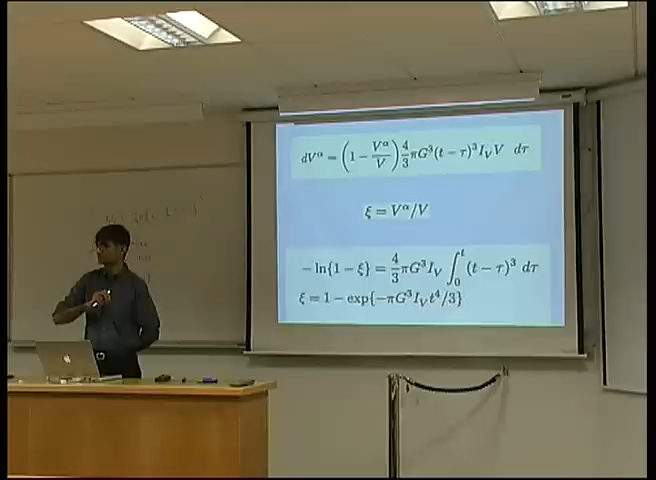 dV^α = (1 − V^α/V) 4/3 πG³(t − τ)³ I_V V dτ
ξ = V^α/V
− ln{1 − ξ} = 4/3 πG³ I_V ∫₀ᵗ (t − τ)³ dτ
ξ = 1 − exp{−πG³ I_V t⁴/3}